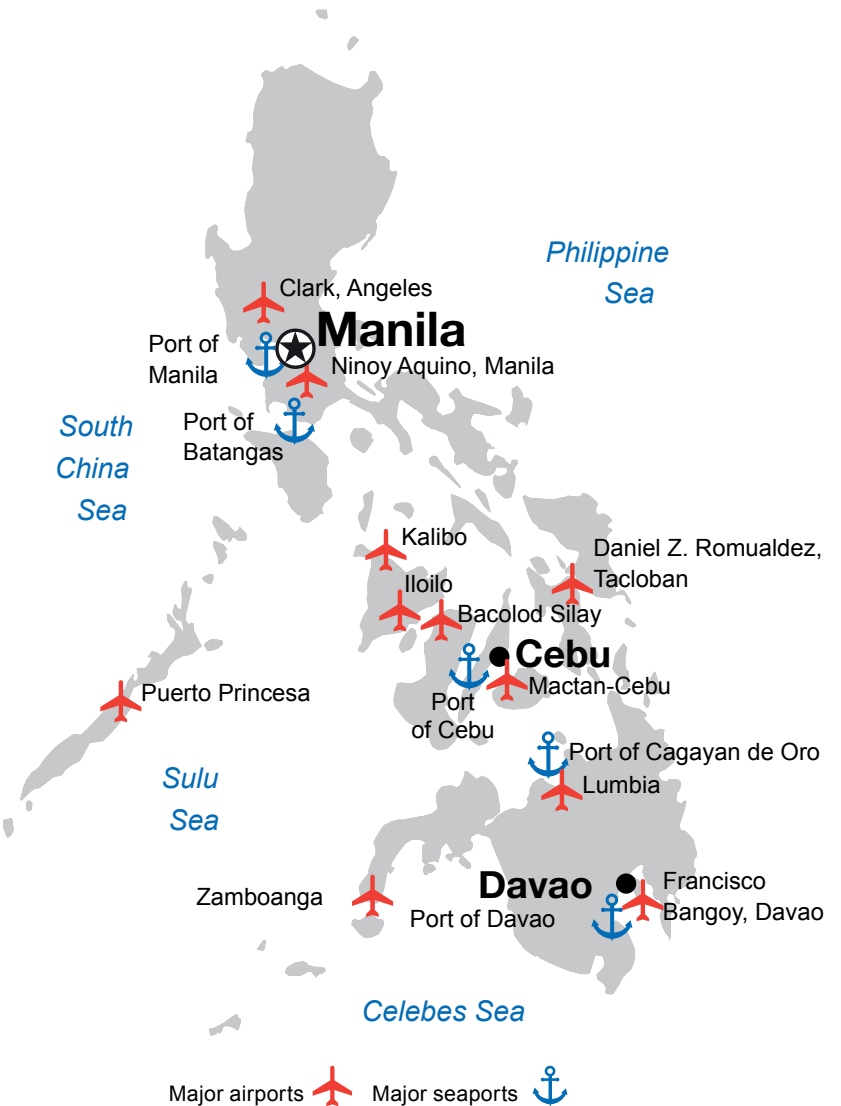 Philippine
Sea
Clark, Angeles
Manila
Port of
Manila
Ninoy Aquino, Manila
Port of
Batangas
South
China
Sea
Kalibo
Daniel Z. Romualdez,
Tacloban
Iloilo
Bacolod Silay
Cebu
Mactan-Cebu
Port
of Cebu
Puerto Princesa
Port of Cagayan de Oro
Lumbia
Sulu
Sea
Davao
Francisco
Bangoy, Davao
Zamboanga
Port of Davao
Celebes Sea
Major airports
Major seaports